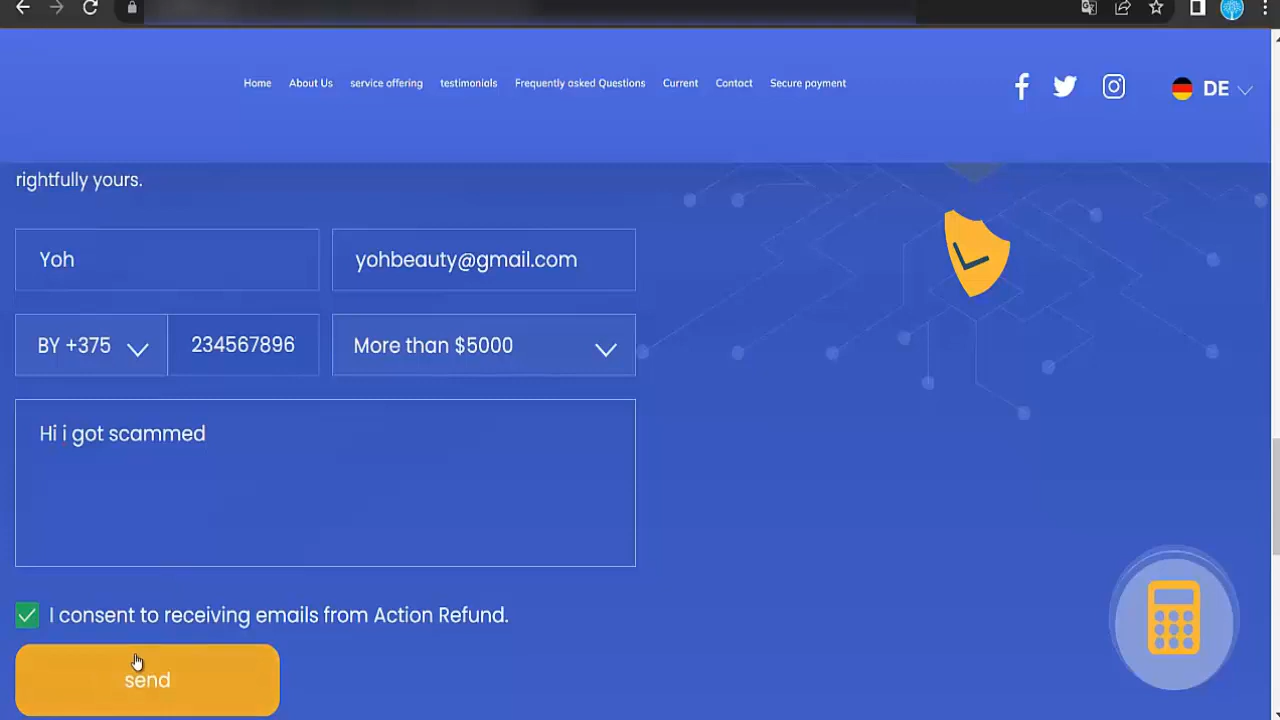 Home About Us service offering testimonials Frequently asked Questions Current Contact Secure payment
DE
rightfully yours.
Yoh yohbeauty@gmail.com
BY +375 234567896 More than $5000
Hi i got scammed
I consent to receiving emails from Action Refund.
send